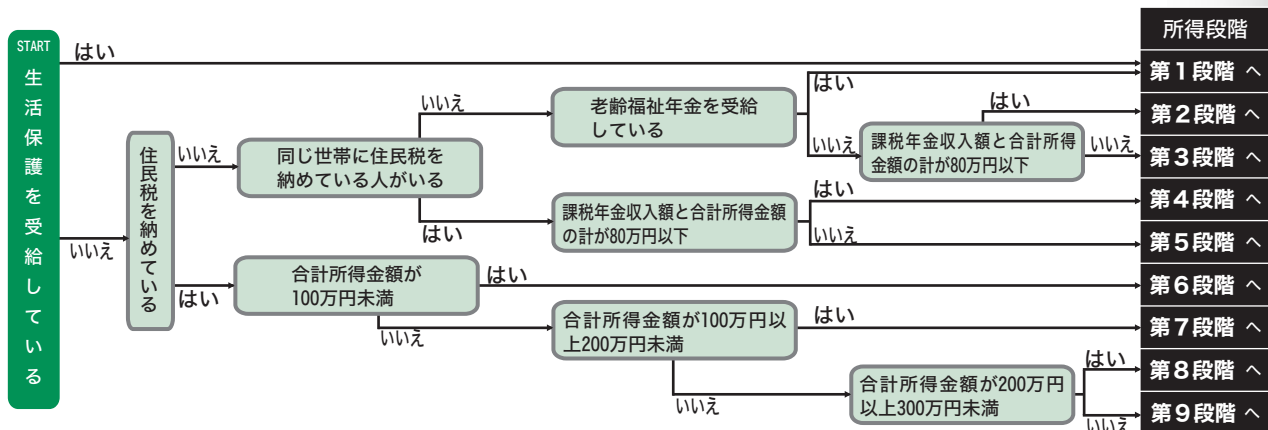 START
生活保護を受給している
はい
いいえ
住民税を納めている
いいえ
はい
同じ世帯に住民税を
納めている人がいる
いいえ
はい
老齢福祉年金を受給
している
はい
いいえ
課税年金収入額と合計所得
金額の計が80万円以下
はい
いいえ
課税年金収入額と合計所得金額
の計が80万円以下
はい
いいえ
合計所得金額が
100万円未満
はい
いいえ
合計所得金額が100万円以
上200万円未満
はい
いいえ
合計所得金額が200万円
以上300万円未満
はい
いいえ
所得段階
第1段階 へ
第2段階 へ
第3段階 へ
第4段階 へ
第5段階 へ
第6段階 へ
第7段階 へ
第8段階 へ
第9段階 へ